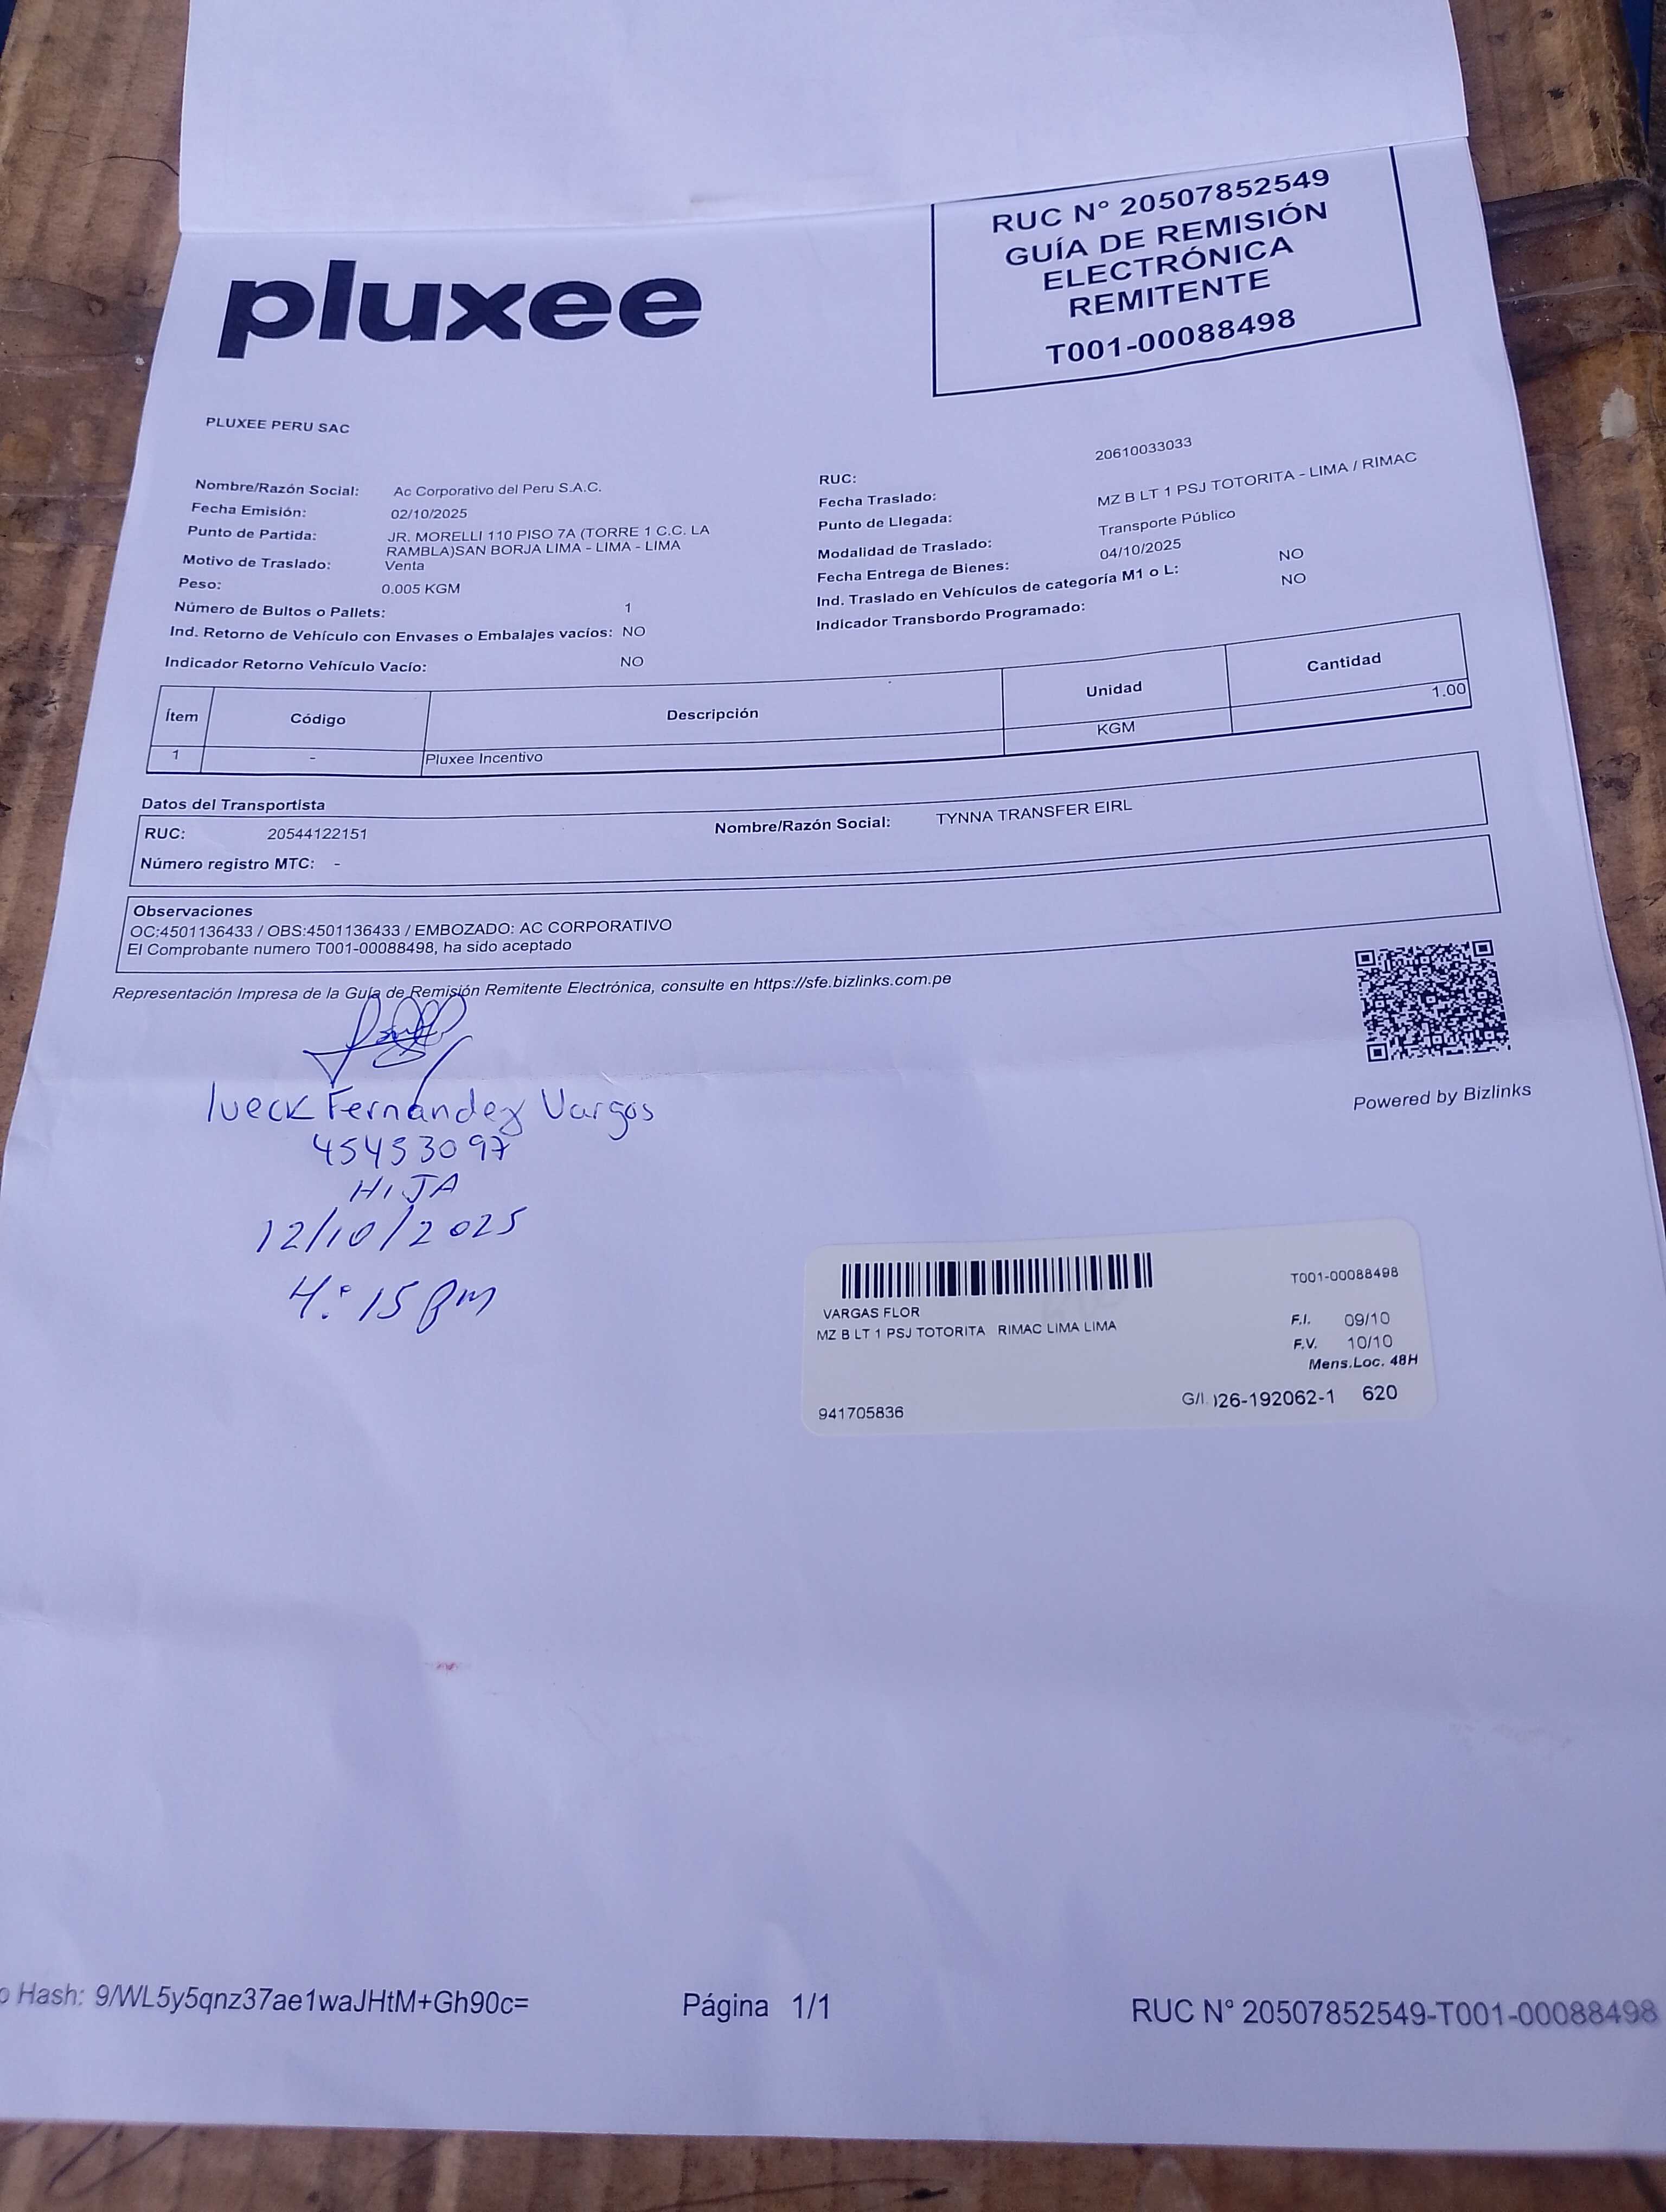 RUC N° 20507852549
GUÍA DE REMISIÓN
ELECTRÓNICA
REMITENTE
T001-00088498
pluxee
PLUXEE PERU SAC
Nombre/Razón Social: Ac Corporativo del Peru S.A.C.
Fecha Emisión: 02/10/2025
Punto de Partida: JR. MORELLI 110 PISO 7A (TORRE 1 C.C. LA
RAMBLA)SAN BORJA LIMA - LIMA - LIMA
Motivo de Traslado: Venta
Peso: 0.005 KGM
Número de Bultos o Pallets: 1
Ind. Retorno de Vehículo con Envases o Embalajes vacíos: NO
Indicador Retorno Vehículo Vacío: NO
RUC: 20610033033
Fecha Traslado:
Punto de Llegada: MZ B LT 1 PSJ TOTORITA - LIMA / RIMAC
Modalidad de Traslado: Transporte Público
Fecha Entrega de Bienes: 04/10/2025
Ind. Traslado en Vehículos de categoría M1 o L: NO
Indicador Transbordo Programado: NO
Ítem Código Descripción Unidad Cantidad
1 - Pluxee Incentivo KGM 1.00
Datos del Transportista
RUC: 20544122151 Nombre/Razón Social: TYNNA TRANSFER EIRL
Número registro MTC: -
Observaciones
OC:4501136433 / OBS:4501136433 / EMBOZADO: AC CORPORATIVO
El Comprobante numero T001-00088498, ha sido aceptado
Representación Impresa de la Guía de Remisión Remitente Electrónica, consulte en https://sfe.bizlinks.com.pe
Powered by Bizlinks
Iveck Fernández Vargas
45453097
HIJA
12/10/2025
4:15 pm
T001-00088498
VARGAS FLOR
MZ B LT 1 PSJ TOTORITA RIMAC LIMA LIMA
F.I. 09/10
F.V. 10/10
Mens.Loc. 48H
941705836 G/I. 26-192062-1 620
Hash: 9/WL5y5qnz37ae1waJHtM+Gh90c= Página 1/1 RUC N° 20507852549-T001-00088498